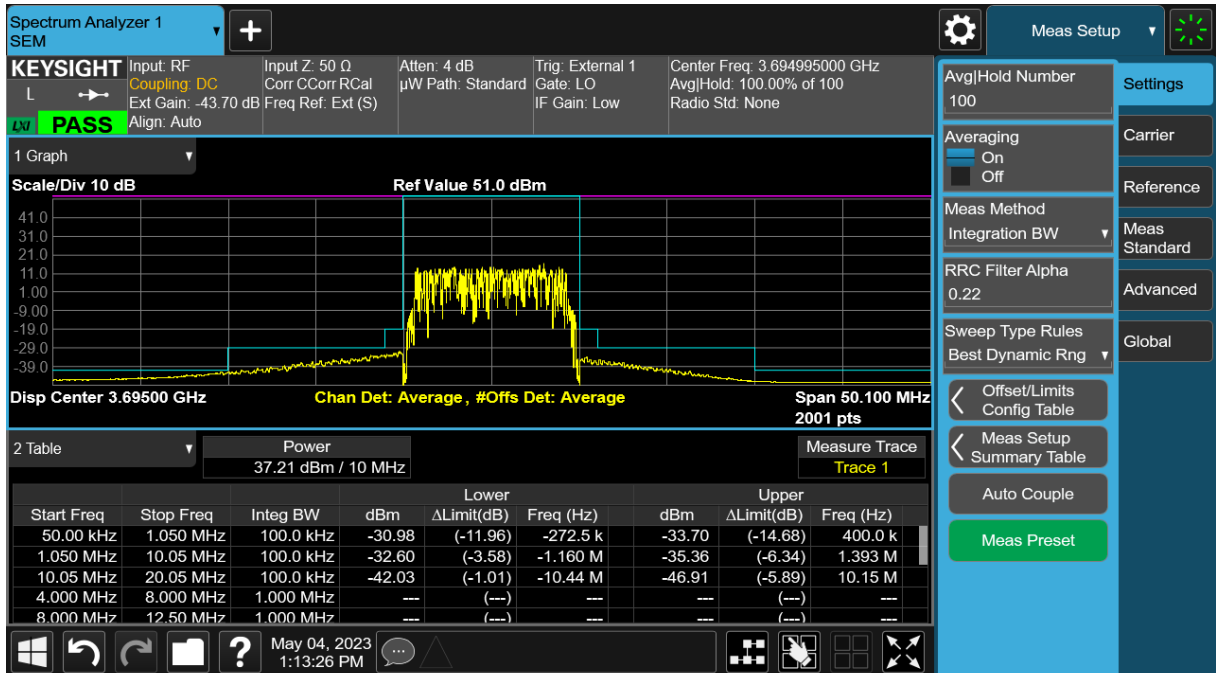 Spectrum Analyzer 1
SEM
Meas Setup
KEYSIGHT
L
LXI
PASS
Input: RF
Coupling: DC
Ext Gain: -43.70 dB
Align: Auto
Input Z: 50 Ω
Corr CCorr RCal
Freq Ref: Ext (S)
Atten: 4 dB
µW Path: Standard
Trig: External 1
Gate: LO
IF Gain: Low
Center Freq: 3.694995000 GHz
Avg|Hold: 100.00% of 100
Radio Std: None
1 Graph
Scale/Div 10 dB
Ref Value 51.0 dBm
41.0
31.0
21.0
11.0
1.00
-9.00
-19.0
-29.0
-39.0
Disp Center 3.69500 GHz
Chan Det: Average , #Offs Det: Average
Span 50.100 MHz
2001 pts
2 Table
Power
37.21 dBm / 10 MHz
Measure Trace
Trace 1
Lower Upper
Start Freq Stop Freq Integ BW dBm ΔLimit(dB) Freq (Hz) dBm ΔLimit(dB) Freq (Hz)
50.00 kHz 1.050 MHz 100.0 kHz -30.98 (-11.96) -272.5 k -33.70 (-14.68) 400.0 k
1.050 MHz 10.05 MHz 100.0 kHz -32.60 (-3.58) -1.160 M -35.36 (-6.34) 1.393 M
10.05 MHz 20.05 MHz 100.0 kHz -42.03 (-1.01) -10.44 M -46.91 (-5.89) 10.15 M
4.000 MHz 8.000 MHz 1.000 MHz --- (---) --- --- (---) ---
8.000 MHz 12.50 MHz 1.000 MHz --- (---) --- --- (---) ---
?
May 04, 2023
1:13:26 PM
Avg|Hold Number
100
Averaging
On
Off
Meas Method
Integration BW
RRC Filter Alpha
0.22
Sweep Type Rules
Best Dynamic Rng
Offset/Limits
Config Table
Meas Setup
Summary Table
Auto Couple
Meas Preset
Settings
Carrier
Reference
Meas
Standard
Advanced
Global